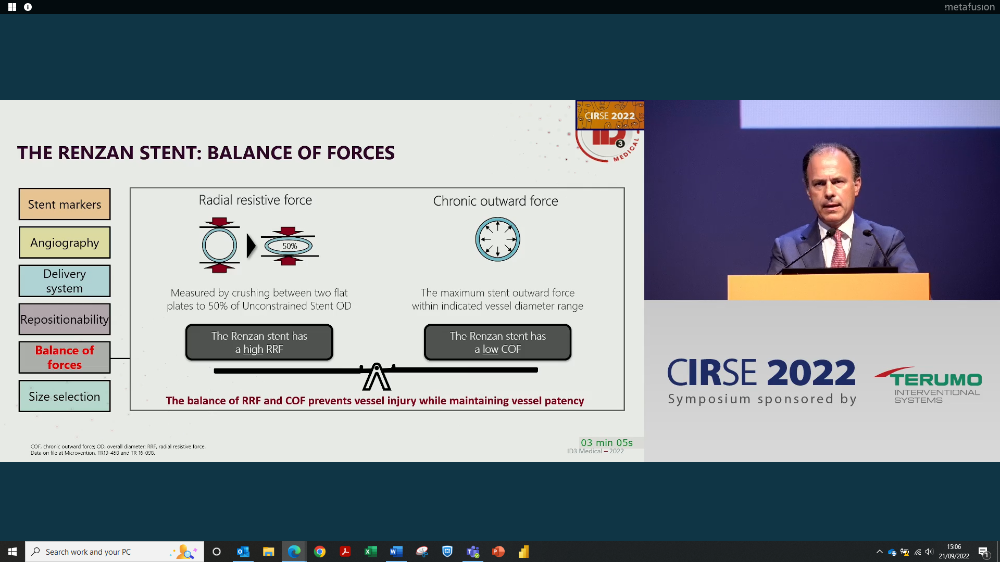 metafusion
CIRSE 2022
ID3
MEDICAL
THE RENZAN STENT: BALANCE OF FORCES
Stent markers
Angiography
Delivery
system
Repositionability
Balance of
forces
Size selection
Radial resistive force
50%
Measured by crushing between two flat
plates to 50% of Unconstrained Stent OD
The Renzan stent has
a high RRF
Chronic outward force
The maximum stent outward force
within indicated vessel diameter range
The Renzan stent has
a low COF
The balance of RRF and COF prevents vessel injury while maintaining vessel patency
COF, chronic outward force; OD, overall diameter; RRF, radial resistive force.
Data on file at Microvention, TR19-458 and TR 16-098.
03 min 05s
ID3 Medical – 2022
CIRSE 2022
Symposium sponsored by
TERUMO
INTERVENTIONAL
SYSTEMS
Search work and your PC
15:06
21/09/2022
1